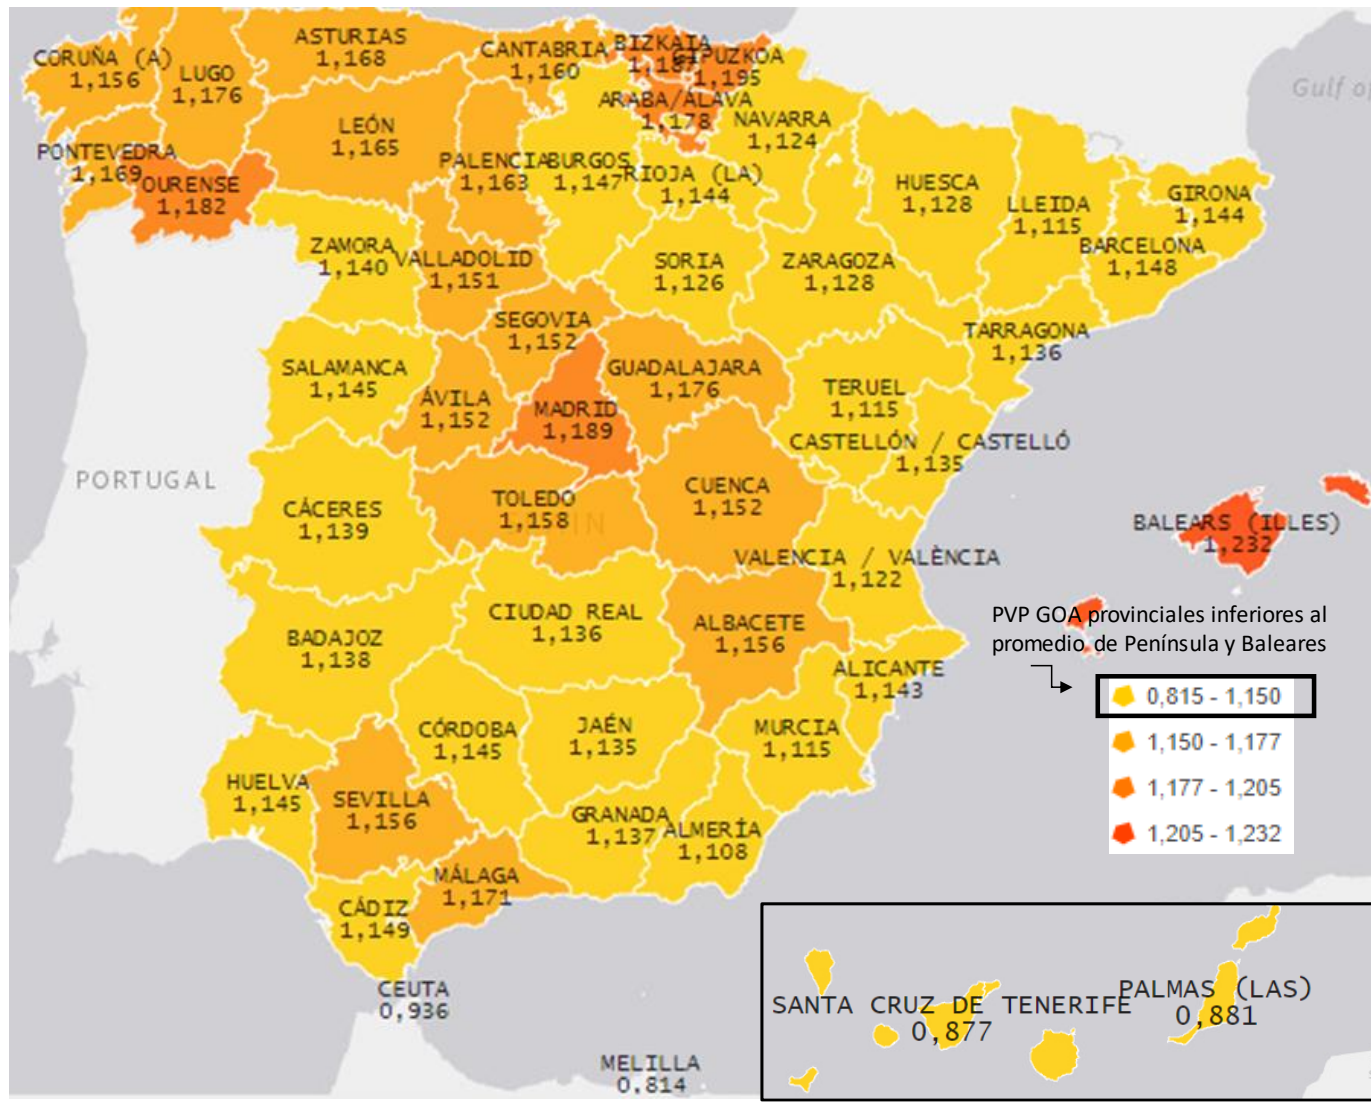 CORUÑA (A)
1,156
LUGO
1,176
ASTURIAS
1,168
CANTABRIA
1,160
BIZKAIA
GIPUZKOA
1,195
ARABA/ÁLAVA
1,178
NAVARRA
1,124
Gulf
PONTEVEDRA
1,169
OURENSE
1,182
LEÓN
1,165
PALENCIA
1,163
BURGOS
1,147
RIOJA (LA)
1,144
HUESCA
1,128
LLEIDA
1,115
GIRONA
1,144
BARCELONA
1,148
ZAMORA
1,140
VALLADOLID
1,151
SORIA
1,126
ZARAGOZA
1,128
SEGOVIA
1,152
TARRAGONA
1,136
SALAMANCA
1,145
ÁVILA
1,152
MADRID
1,189
GUADALAJARA
1,176
TERUEL
1,115
CASTELLÓN / CASTELLÓ
1,135
PORTUGAL
CÁCERES
1,139
TOLEDO
1,158
CUENCA
1,152
BALEARS (ILLES)
1,232
VALENCIA / VALÈNCIA
1,122
BADAJOZ
1,138
CIUDAD REAL
1,136
ALBACETE
1,156
ALICANTE
1,143
PVP GOA provinciales inferiores al
promedio de Península y Baleares
0,815 - 1,150
1,150 - 1,177
1,177 - 1,205
1,205 - 1,232
CÓRDOBA
1,145
JAÉN
1,135
MURCIA
1,115
HUELVA
1,145
SEVILLA
1,156
GRANADA
1,137
ALMERÍA
1,108
MÁLAGA
1,171
CÁDIZ
1,149
CEUTA
0,936
MELILLA
0.814
SANTA CRUZ DE TENERIFE
0,877
PALMAS (LAS)
0,881